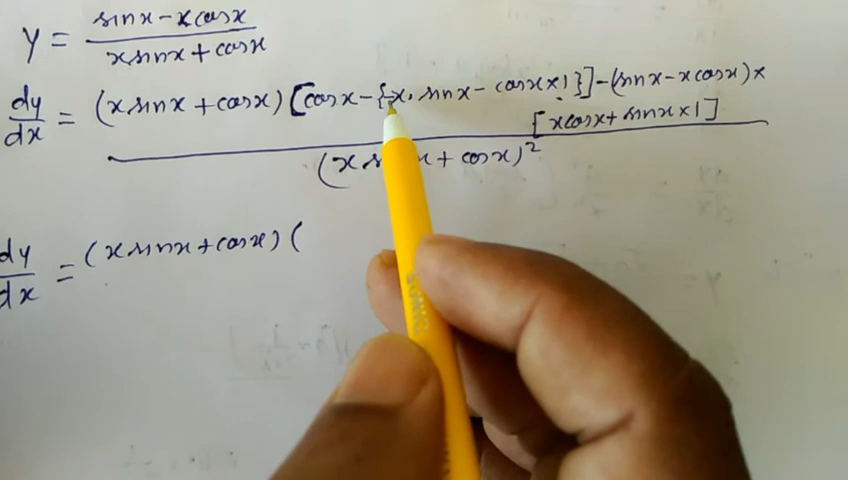 y = (sinx - xcosx) / (xsinx + cosx)
dy/dx = (xsinx + cosx) [cosx - {-x. sinx - cosx×1}] - (sinx - xcosx) ×
[xcosx + sinx×1]
(x s x + cosx)²
dy/dx = (xsinx + cosx) (